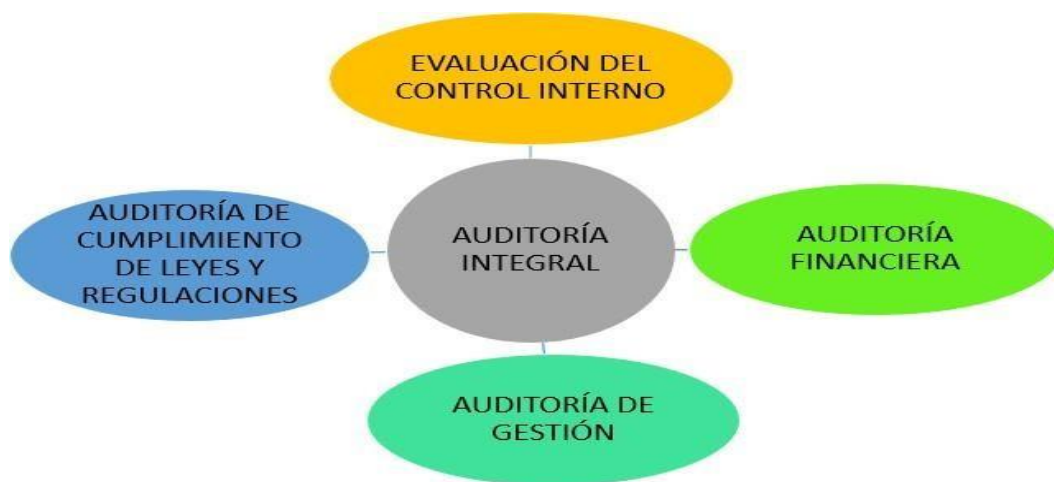 EVALUACIÓN DEL
CONTROL INTERNO
AUDITORÍA DE
CUMPLIMIENTO
DE LEYES Y
REGULACIONES
AUDITORÍA
INTEGRAL
AUDITORÍA
FINANCIERA
AUDITORÍA DE
GESTIÓN